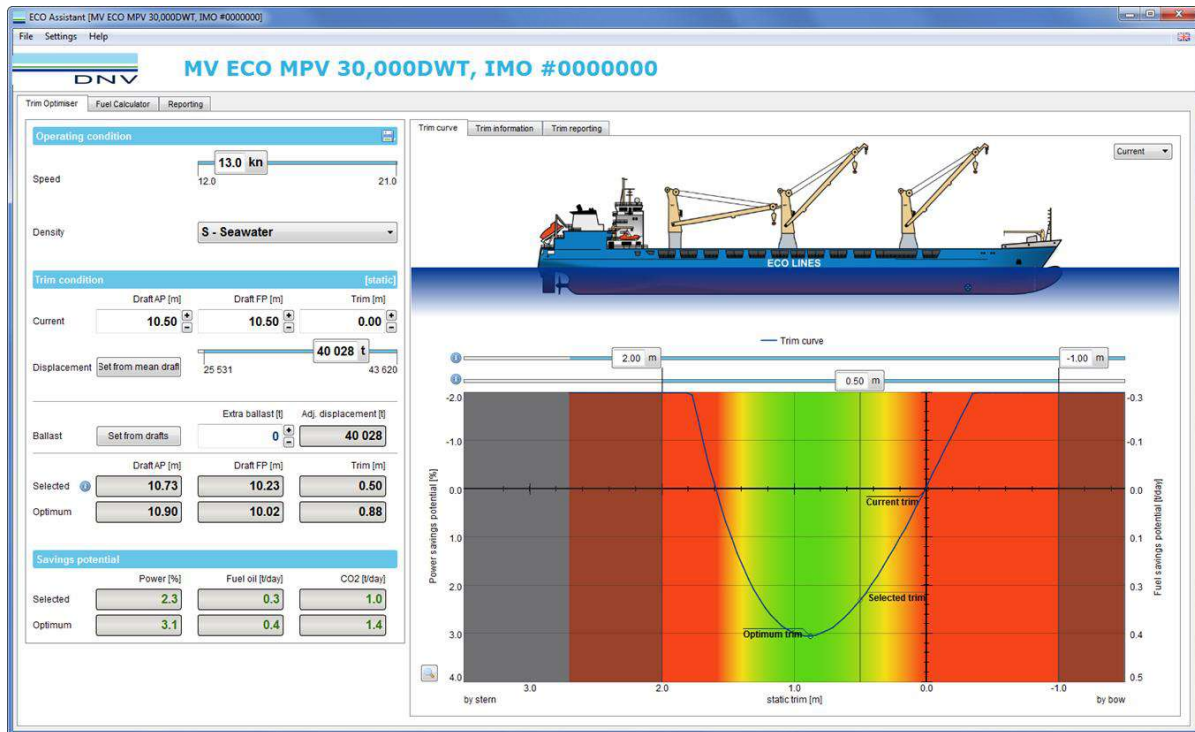 ECO Assistant [MV ECO MPV 30,000DWT, IMO #0000000]
File Settings Help
DNV
MV ECO MPV 30,000DWT, IMO #0000000
Trim Optimiser Fuel Calculator Reporting
Operating condition
Speed 13.0 kn
12.0 21.0
Density S - Seawater
Trim condition [static]
Draft AP [m] Draft FP [m] Trim [m]
Current 10.50 10.50 0.00
40 028 t
Displacement Set from mean draft 25 531 43 620
Extra ballast [t] Adj. displacement [t]
Ballast Set from drafts 0 40 028
Draft AP [m] Draft FP [m] Trim [m]
Selected 10.73 10.23 0.50
Optimum 10.90 10.02 0.88
Savings potential
Power [%] Fuel oil [t/day] CO2 [t/day]
Selected 2.3 0.3 1.0
Optimum 3.1 0.4 1.4
Trim curve Trim information Trim reporting
Current
ECO LINES
Trim curve
2.00 m -1.00 m
0.50 m
-2.0 -0.3
-1.0 -0.1
0.0 0.0
1.0 0.1
2.0 0.3
3.0 0.4
4.0 0.5
Power savings potential [%]
Fuel savings potential [t/day]
Current trim
Selected trim
Optimum trim
3.0 2.0 1.0 0.0 -1.0
by stern static trim [m] by bow